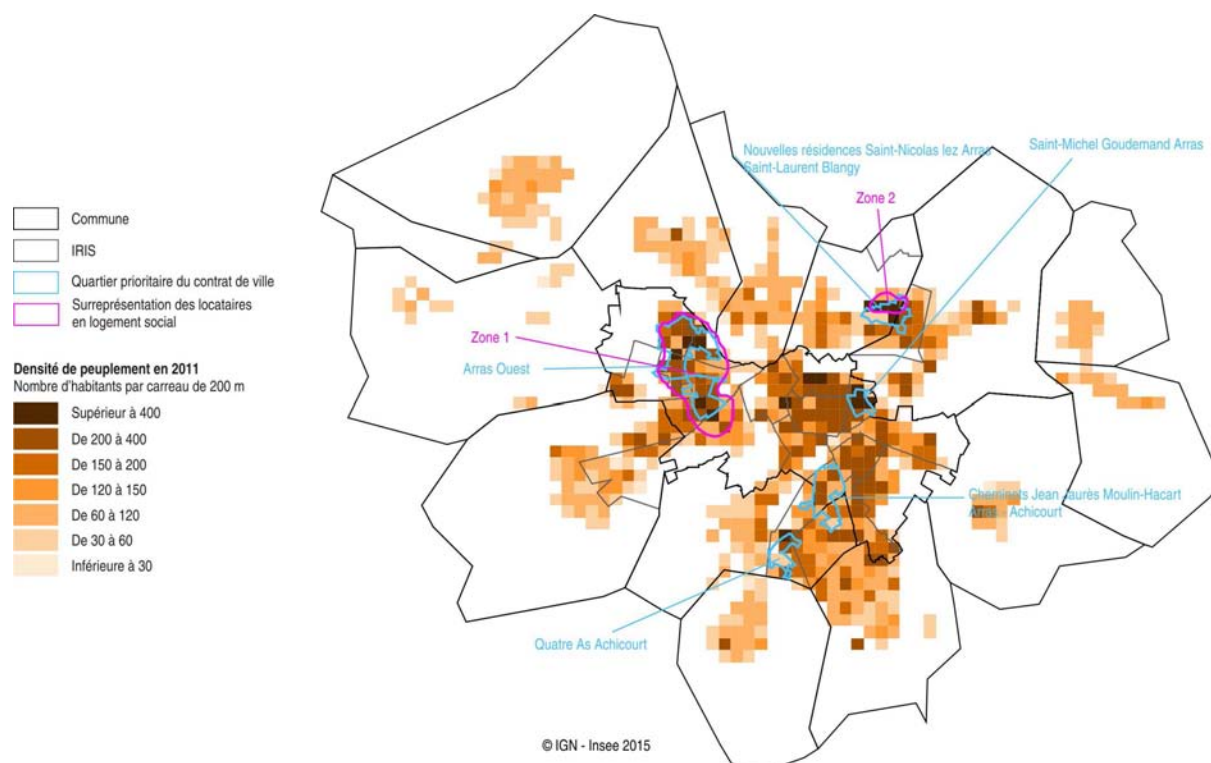 Commune
IRIS
Quartier prioritaire du contrat de ville
Surreprésentation des locataires
en logement social
Densité de peuplement en 2011
Nombre d'habitants par carreau de 200 m
Supérieur à 400
De 200 à 400
De 150 à 200
De 120 à 150
De 60 à 120
De 30 à 60
Inférieure à 30
Nouvelles résidences Saint-Nicolas lez Arras
Saint-Laurent Blangy
Saint-Michel Goudemand Arras
Zone 2
Zone 1
Arras Ouest
Cheminots Jean Jaurès Moulin-Hacart
Arras - Achicourt
Quatre As Achicourt
© IGN - Insee 2015